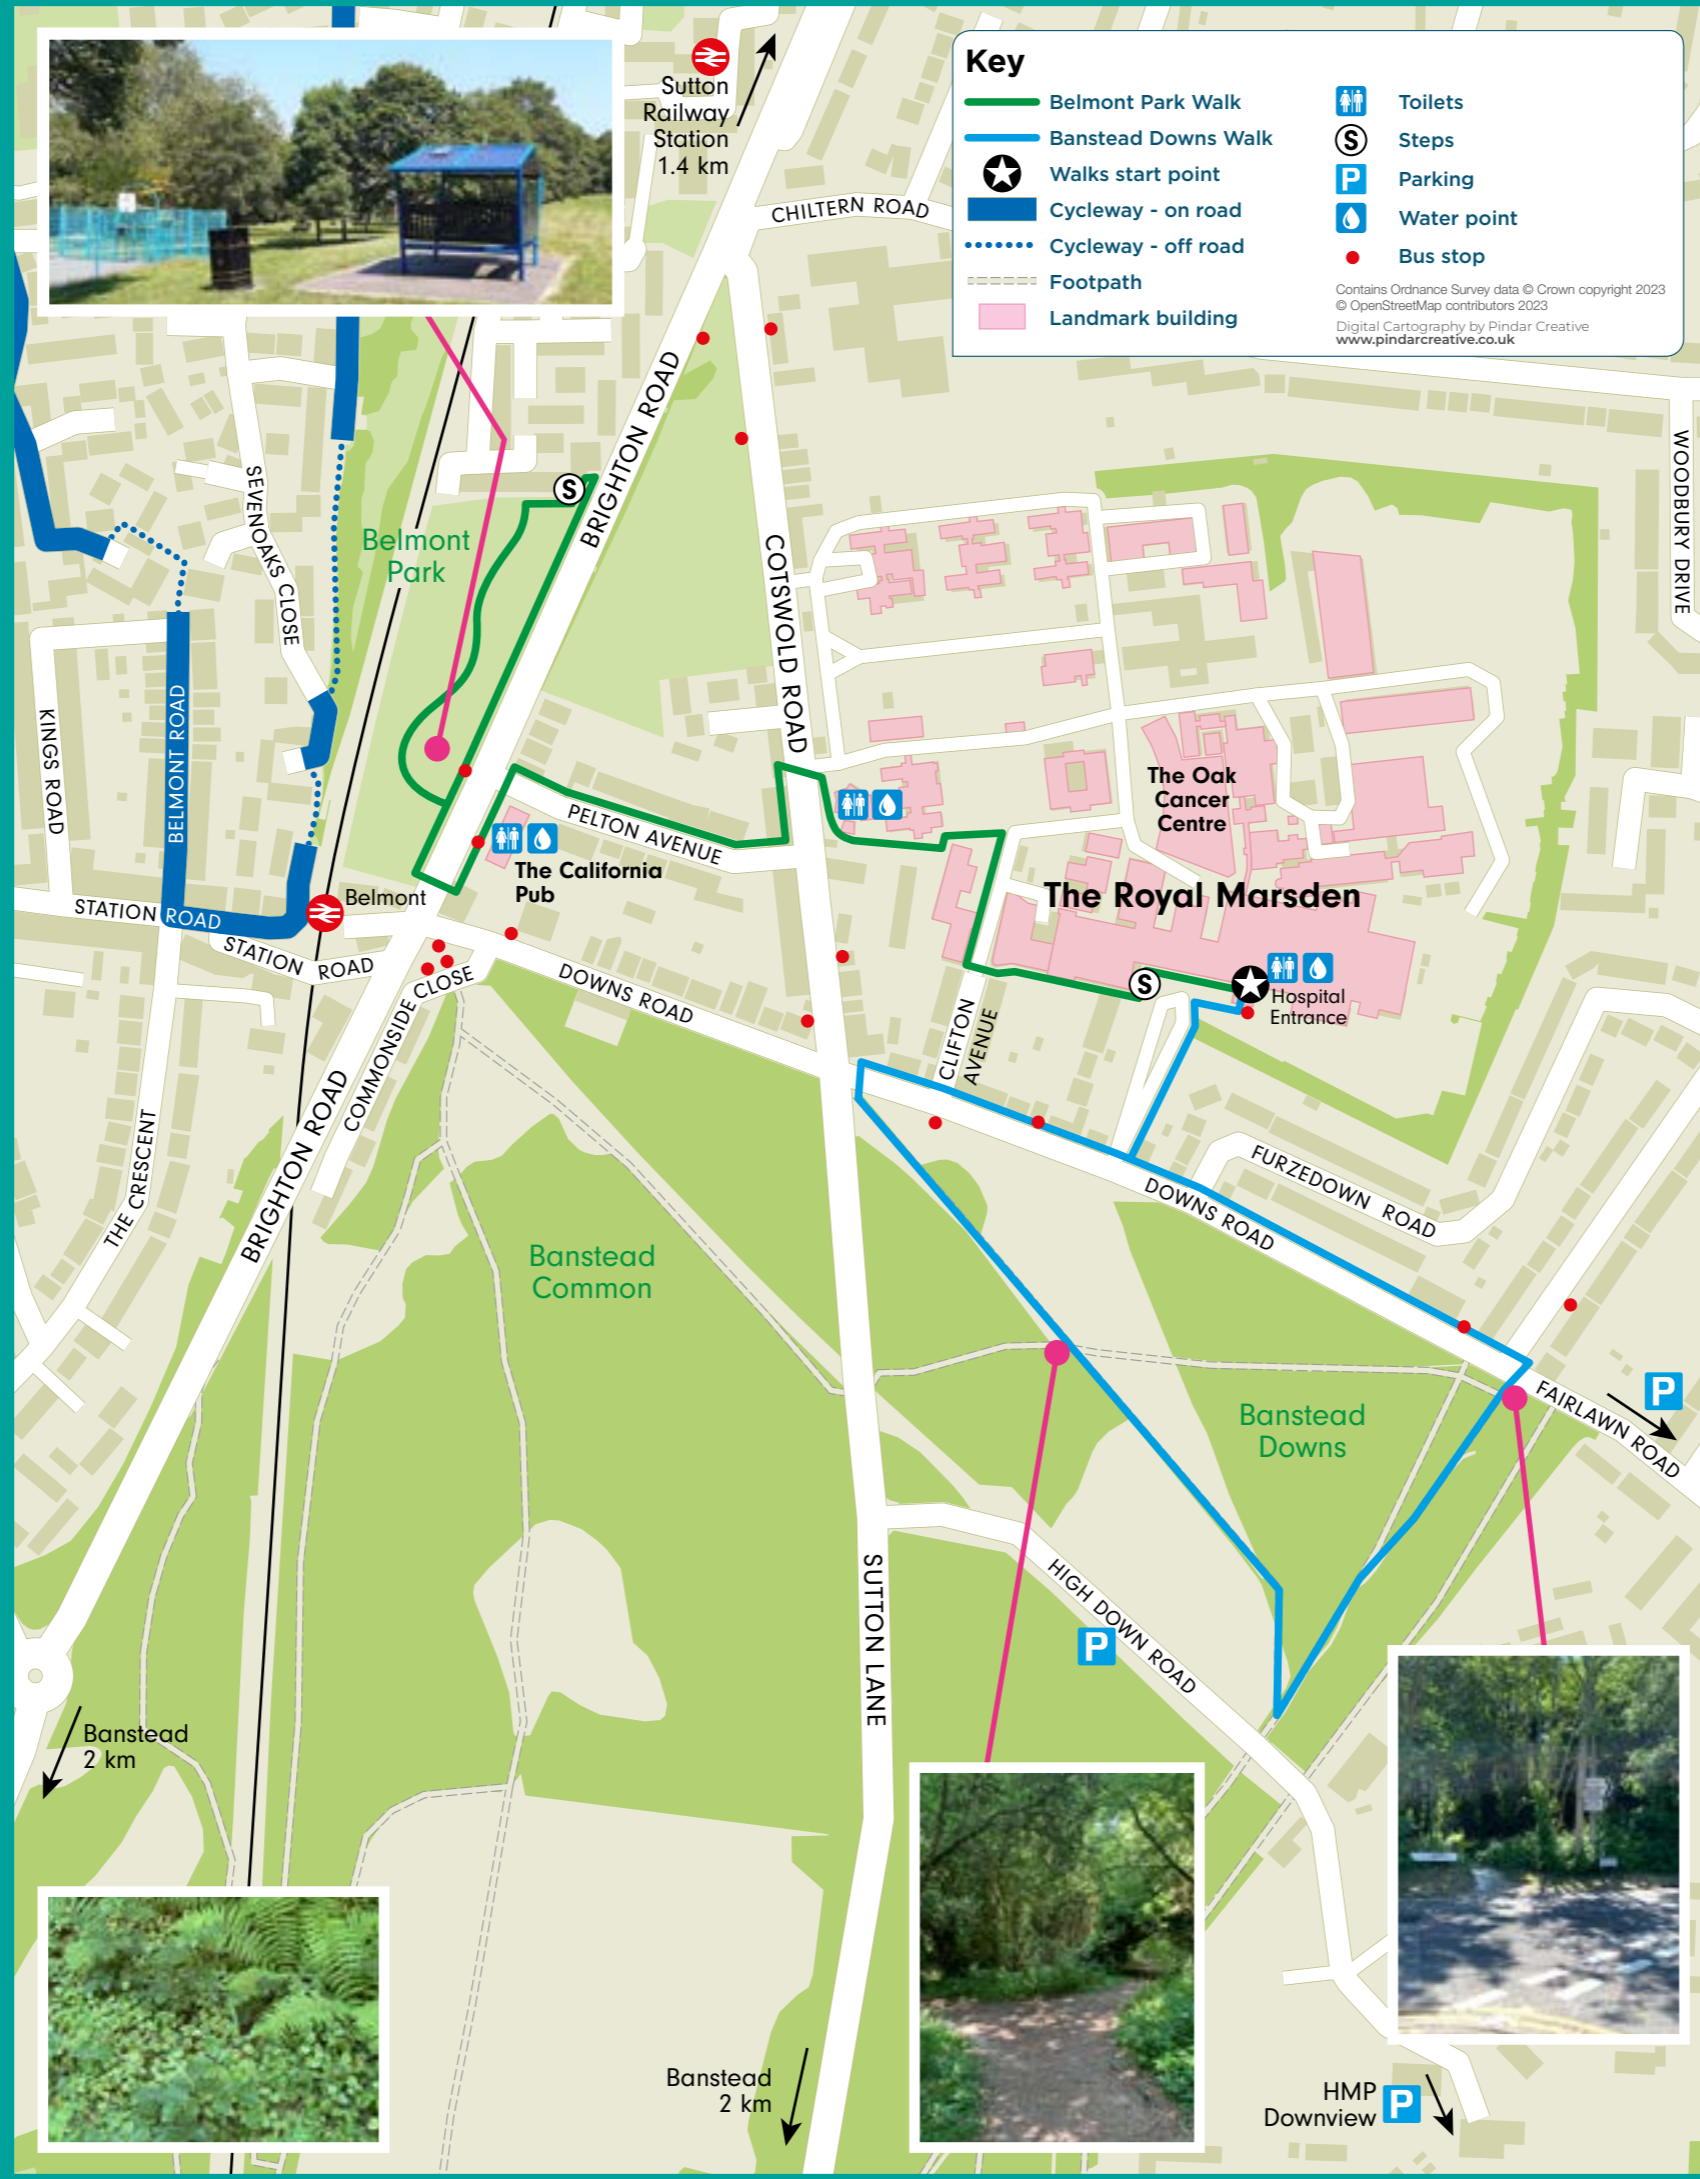 Key
Belmont Park Walk
Banstead Downs Walk
Walks start point
Cycleway - on road
Cycleway - off road
Footpath
Landmark building
Toilets
S
Steps
P
Parking
Water point
Bus stop
Contains Ordnance Survey data © Crown copyright 2023
© OpenStreetMap contributors 2023
Digital Cartography by Pindar Creative
www.pindarcreative.co.uk
Sutton
Railway
Station
1.4 km
CHILTERN ROAD
BRIGHTON ROAD
WOODBURY DRIVE
SEVENOAKS CLOSE
S
Belmont
Park
COTSWOLD ROAD
KINGS ROAD
BELMONT ROAD
PELTON AVENUE
The California
Pub
The Oak
Cancer
Centre
The Royal Marsden
Belmont
STATION ROAD
STATION ROAD
COMMONSIDE CLOSE
DOWNS ROAD
CLIFTON
AVENUE
S
Hospital
Entrance
THE CRESCENT
BRIGHTON ROAD
FURZEDOWN ROAD
DOWNS ROAD
Banstead
Common
Banstead
Downs
P
FAIRLAWN ROAD
SUTTON LANE
HIGH DOWN ROAD
P
Banstead
2 km
Banstead
2 km
HMP
Downview
P